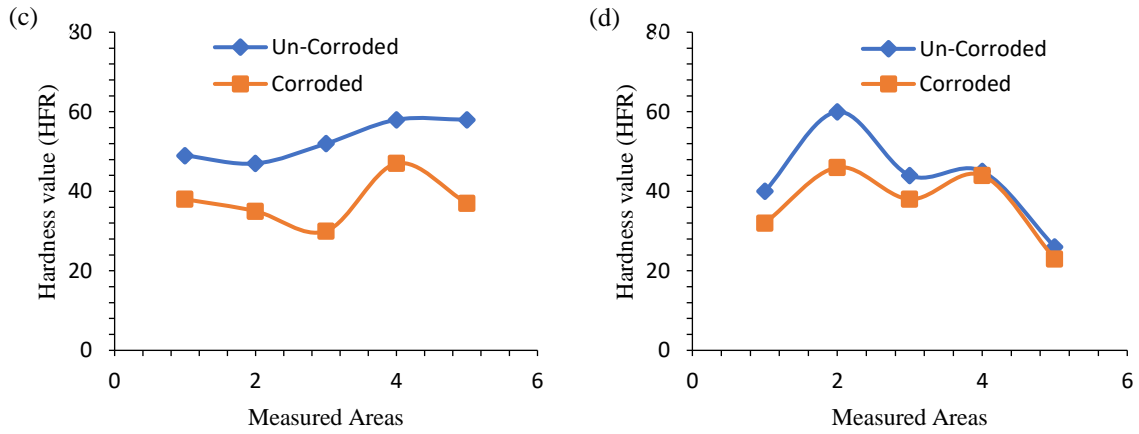 (c)
80
60
40
20
0
Hardness value (HFR)
Un-Corroded
Corroded
0 2 4 6
Measured Areas
(d)
80
60
40
20
0
Hardness value (HFR)
Un-Corroded
Corroded
0 2 4 6
Measured Areas